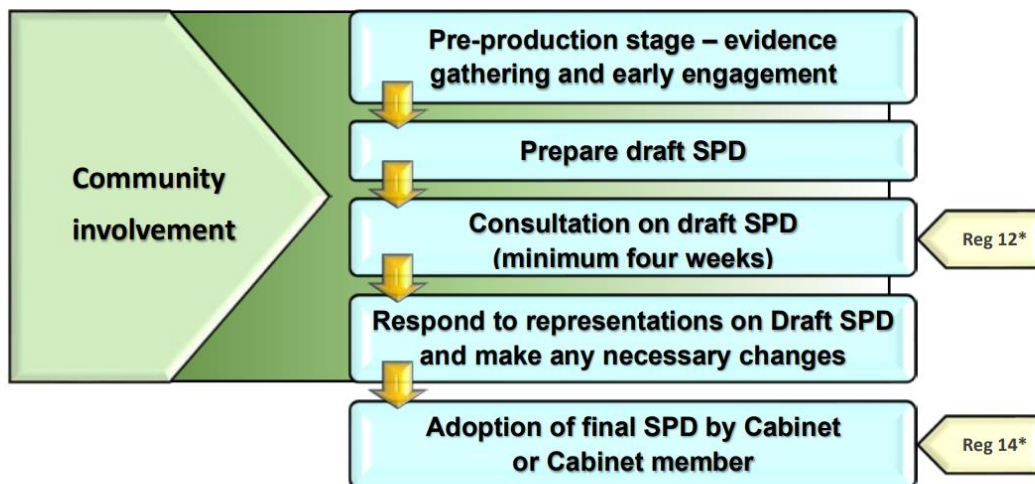 Pre-production stage – evidence
gathering and early engagement
Prepare draft SPD
Community
involvement
Consultation on draft SPD
(minimum four weeks)
Reg 12*
Respond to representations on Draft SPD
and make any necessary changes
Adoption of final SPD by Cabinet
or Cabinet member
Reg 14*